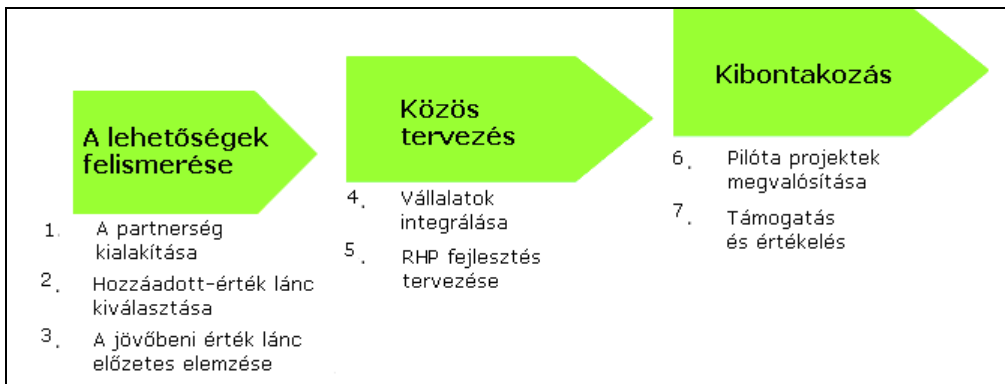 A lehetőségek
felismerése
1. A partnerség
kialakítása
2. Hozzáadott-érték lánc
kiválasztása
3. A jövőbeni érték lánc
előzetes elemzése
Közös
tervezés
4. Vállalatok
integrálása
5. RHP fejlesztés
tervezése
Kibontakozás
6. Pilóta projektek
megvalósítása
7. Támogatás
és értékelés